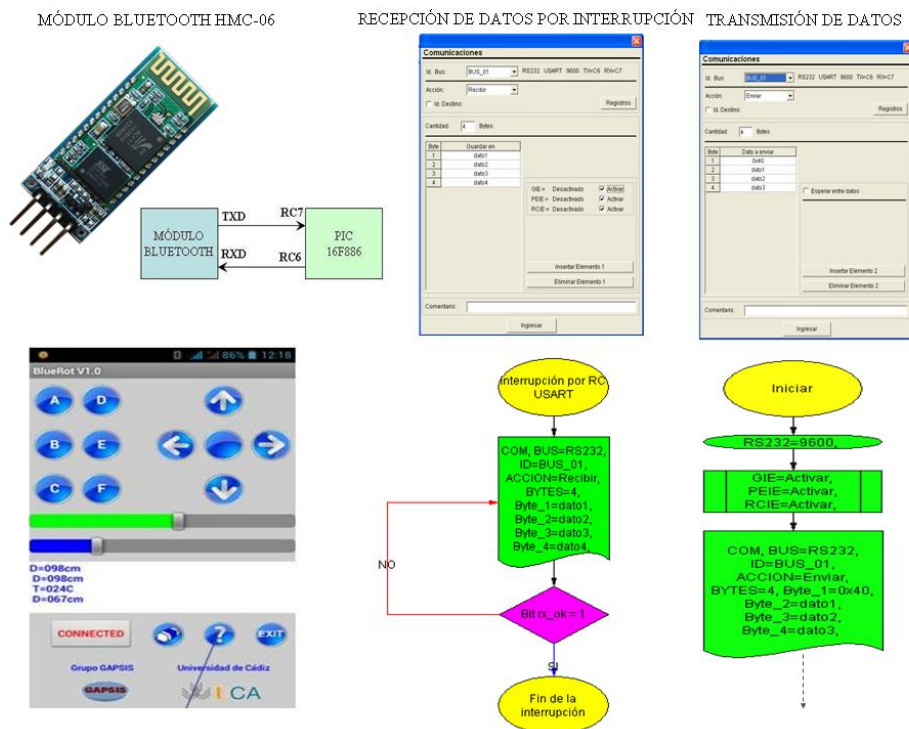 MÓDULO BLUETOOTH HMC-06
RECEPCIÓN DE DATOS POR INTERRUPCIÓN
TRANSMISIÓN DE DATOS
MÓDULO
BLUETOOTH
TXD
RXD
RC7
RC6
PIC
16F886
Comunicaciones
Id. Bus:
BUS_01
RS232 USART 9600 TX=C6 RX=C7
Acción:
Recibir
Id. Destino:
Registros
Cantidad:
4
Bytes.
Byte
Guardar en
1
dato1
2
dato2
3
dato3
4
dato4
GIE = Desactivado
Activar
PEIE = Desactivado
Activar
RCIE = Desactivado
Activar
Insertar Elemento 1
Eliminar Elemento 1
Comentario:
Ingresar
Comunicaciones
Id. Bus:
BUS_01
RS232 USART 9600 TX=C6 RX=C7
Acción:
Enviar
Id. Destino:
Registros
Cantidad:
4
Bytes.
Byte
Dato a enviar
1
0x40
2
dato1
3
dato2
4
dato3
Esperar entre datos
Insertar Elemento 2
Eliminar Elemento 2
Comentario:
Ingresar
86% 12:18
BlueRot V1.0
A
D
B
E
C
F
D=098cm
D=098cm
T=024C
D=067cm
CONNECTED
?
EXIT
Grupo GAPSIS
Universidad de Cádiz
GAPSIS
UCA
interrupción por RC
USART
COM, BUS=RS232,
ID=BUS_01,
ACCION=Recibir,
BYTES=4,
Byte_1=dato1,
Byte_2=dato2,
Byte_3=dato3,
Byte_4=dato4,
NO
Bit rx_ok = 1
SI
Fin de la
interrupción
Iniciar
RS232=9600,
GIE=Activar,
PEIE=Activar,
RCIE=Activar,
COM, BUS=RS232,
ID=BUS_01,
ACCION=Enviar,
BYTES=4, Byte_1=0x40,
Byte_2=dato1,
Byte_3=dato2,
Byte_4=dato3,